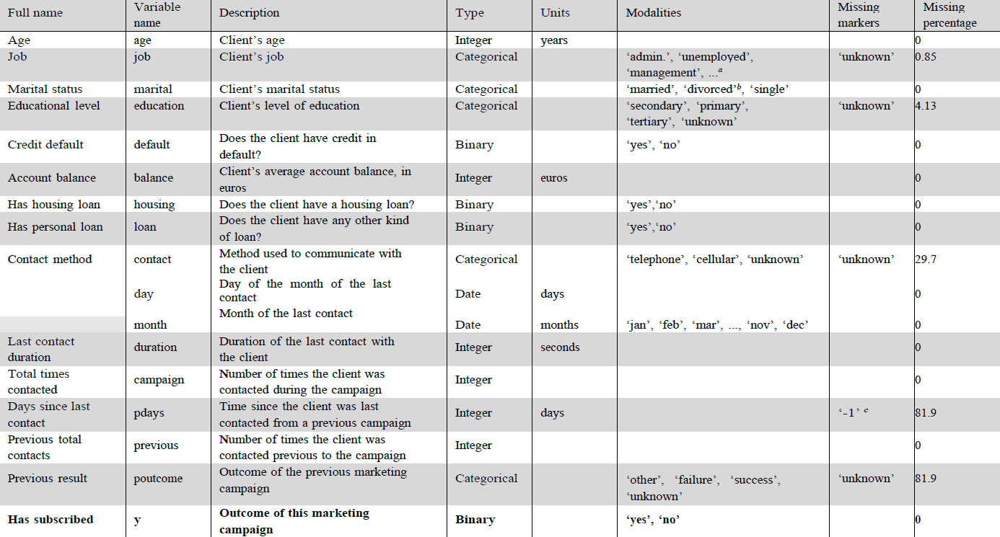 Full name Variable name Description Type Units Modalities Missing markers Missing percentage
Age age Client’s age Integer years 0
Job job Client’s job Categorical ‘admin.’, ‘unemployed’, ‘management’, ...a ‘unknown’ 0.85
Marital status marital Client’s marital status Categorical ‘married’, ‘divorced’b, ‘single’ 0
Educational level education Client’s level of education Categorical ‘secondary’, ‘primary’, ‘tertiary’, ‘unknown’ ‘unknown’ 4.13
Credit default default Does the client have credit in default? Binary ‘yes’, ‘no’ 0
Account balance balance Client’s average account balance, in euros Integer euros 0
Has housing loan housing Does the client have a housing loan? Binary ‘yes’,‘no’ 0
Has personal loan loan Does the client have any other kind of loan? Binary ‘yes’,‘no’ 0
Contact method contact Method used to communicate with the client Categorical ‘telephone’, ‘cellular’, ‘unknown’ ‘unknown’ 29.7
day Day of the month of the last contact Date days 0
month Month of the last contact Date months ‘jan’, ‘feb’, ‘mar’, ..., ‘nov’, ‘dec’ 0
Last contact duration duration Duration of the last contact with the client Integer seconds 0
Total times contacted campaign Number of times the client was contacted during the campaign Integer 0
Days since last contact pdays Time since the client was last contacted from a previous campaign Integer days ‘-1’ c 81.9
Previous total contacts previous Number of times the client was contacted previous to the campaign Integer 0
Previous result poutcome Outcome of the previous marketing campaign Categorical ‘other’, ‘failure’, ‘success’, ‘unknown’ ‘unknown’ 81.9
Has subscribed y Outcome of this marketing campaign Binary ‘yes’, ‘no’ 0